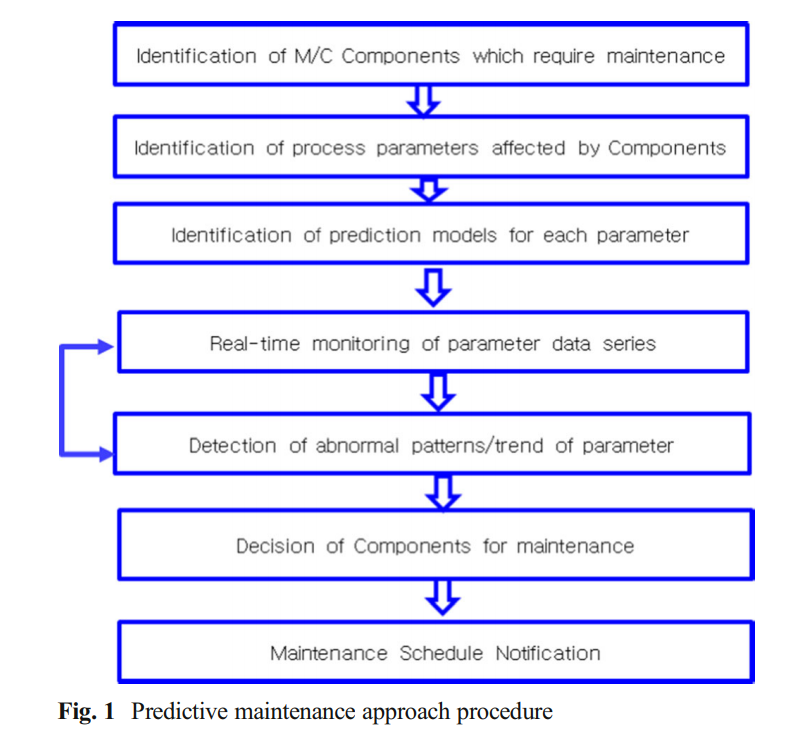 Identification of M/C Components which require maintenance
Identification of process parameters affected by Components
Identification of prediction models for each parameter
Real-time monitoring of parameter data series
Detection of abnormal patterns/trend of parameter
Decision of Components for maintenance
Maintenance Schedule Notification
Fig. 1 Predictive maintenance approach procedure